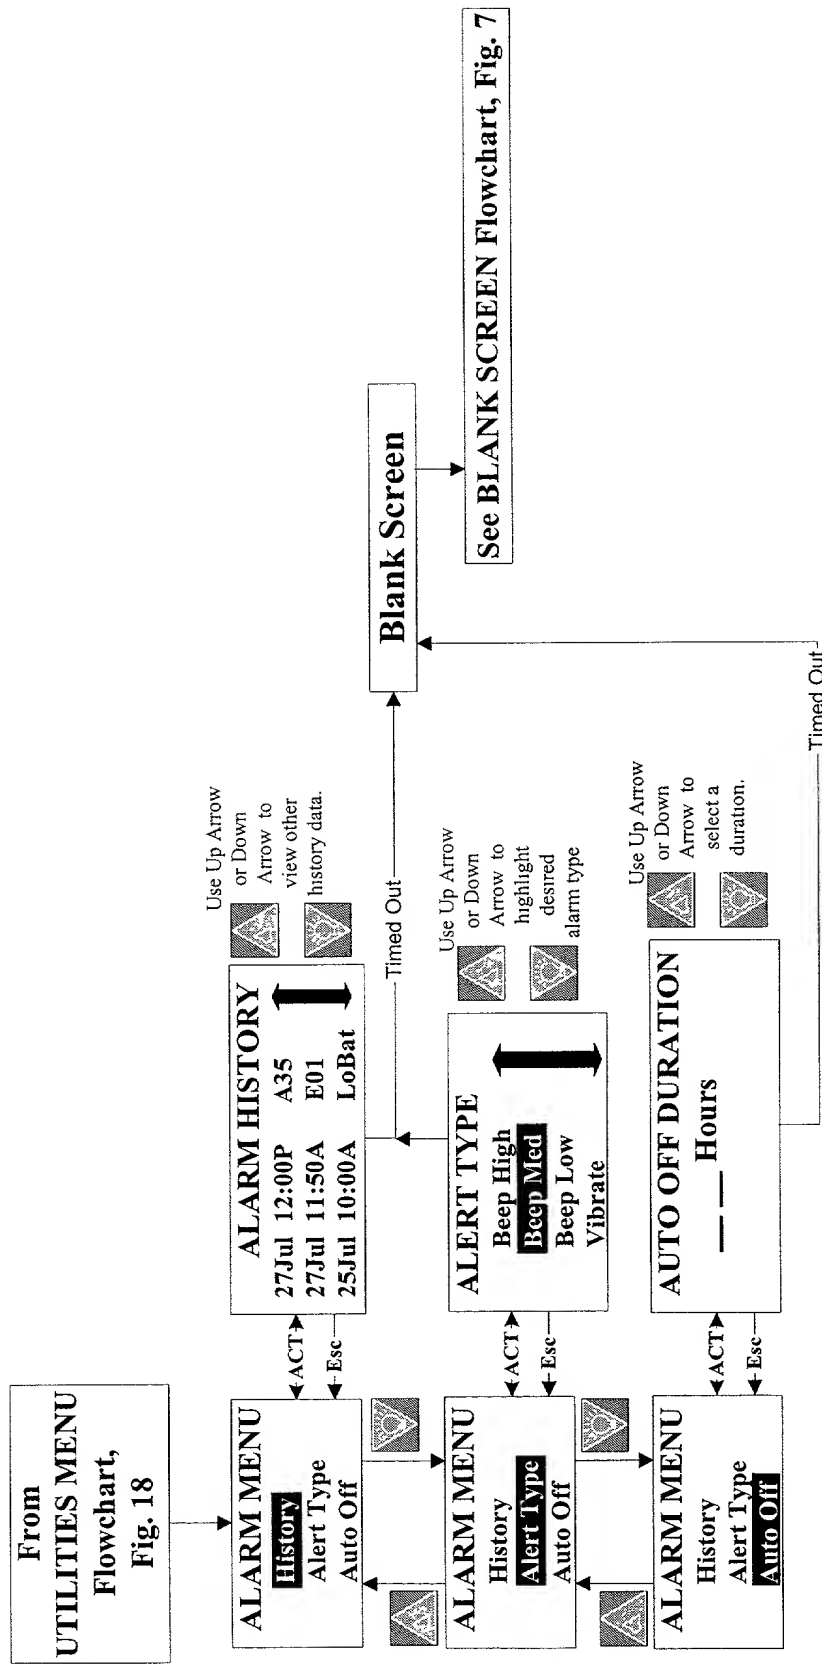 From
UTILITIES MENU
Flowchart,
Fig. 18
ALARM MENU
History
Alert Type
Auto Off
ACT
Esc
ALARM HISTORY
27Jul 12:00P A35
27Jul 11:50A E01
25Jul 10:00A LoBat
Use Up Arrow
or Down
Arrow to
view other
history data.
Timed Out
Blank Screen
See BLANK SCREEN Flowchart, Fig. 7
ALARM MENU
History
Alert Type
Auto Off
ACT
Esc
ALERT TYPE
Beep High
Beep Med
Beep Low
Vibrate
Use Up Arrow
or Down
Arrow to
highlight
desired
alarm type
ALARM MENU
History
Alert Type
Auto Off
ACT
Esc
AUTO OFF DURATION
__ __ Hours
Use Up Arrow
or Down
Arrow to
select a
duration.
Timed Out